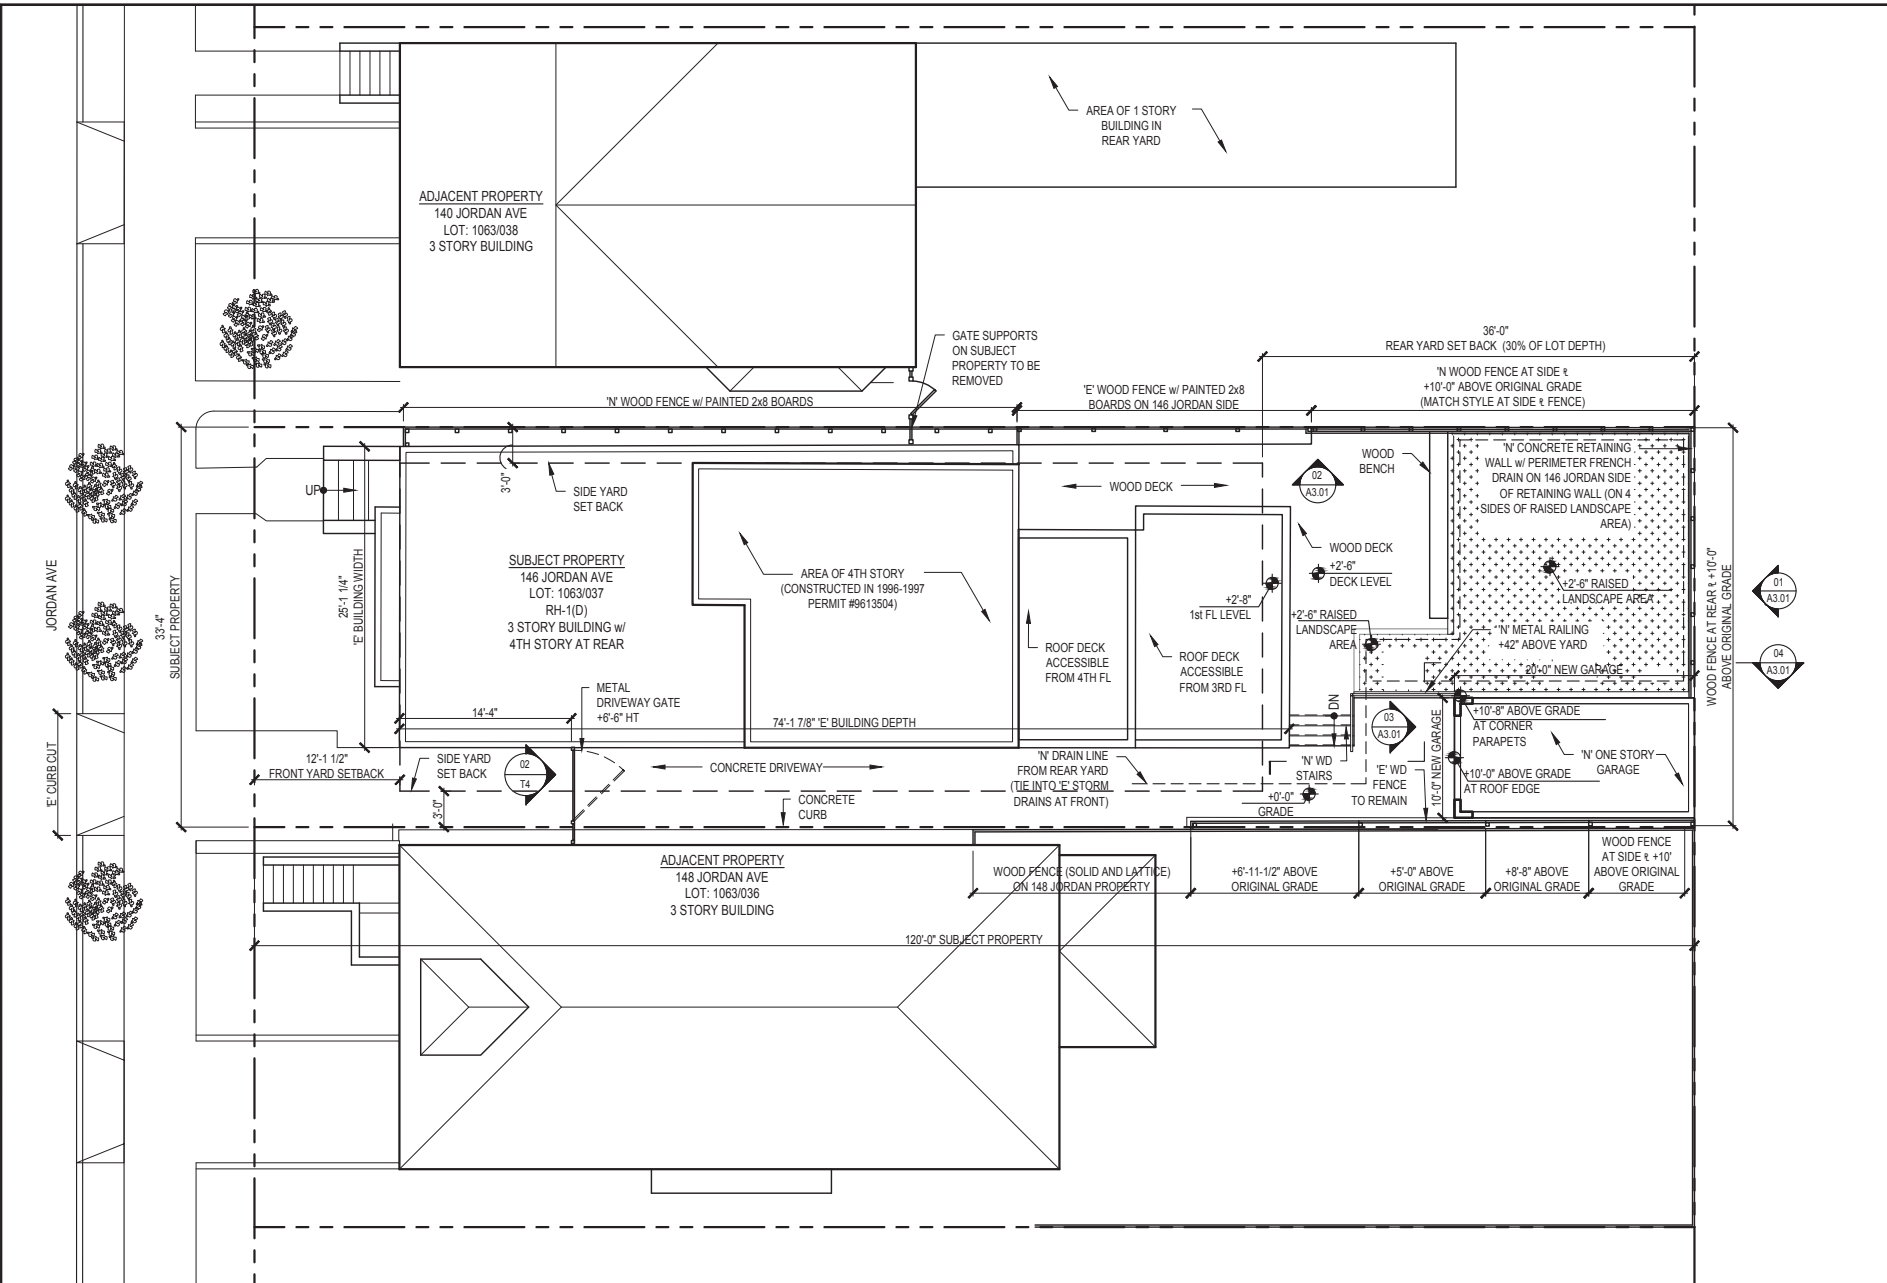 AREA OF 1 STORY
BUILDING IN
REAR YARD
ADJACENT PROPERTY
140 JORDAN AVE
LOT: 1063/038
3 STORY BUILDING
GATE SUPPORTS
ON SUBJECT
PROPERTY TO BE
REMOVED
36'-0"
REAR YARD SET BACK (30% OF LOT DEPTH)
'N' WOOD FENCE w/ PAINTED 2x8 BOARDS
'E' WOOD FENCE w/ PAINTED 2x8
BOARDS ON 146 JORDAN SIDE
'N WOOD FENCE AT SIDE ℄
+10'-0" ABOVE ORIGINAL GRADE
(MATCH STYLE AT SIDE ℄ FENCE)
UP
3'-0"
SIDE YARD
SET BACK
WOOD DECK
02
A3.01
WOOD
BENCH
'N' CONCRETE RETAINING
WALL w/ PERIMETER FRENCH
DRAIN ON 146 JORDAN SIDE
OF RETAINING WALL (ON 4
SIDES OF RAISED LANDSCAPE
AREA)
JORDAN AVE
33'-4"
SUBJECT PROPERTY
25'-1 1/4"
'E' BUILDING WIDTH
SUBJECT PROPERTY
146 JORDAN AVE
LOT: 1063/037
RH-1(D)
3 STORY BUILDING w/
4TH STORY AT REAR
AREA OF 4TH STORY
(CONSTRUCTED IN 1996-1997
PERMIT #9613504)
WOOD DECK
+2'-6"
DECK LEVEL
+2'-8"
1st FL LEVEL
+2'-6" RAISED
LANDSCAPE
AREA
+2'-6" RAISED
LANDSCAPE AREA
'N' METAL RAILING
+42" ABOVE YARD
20'-0" NEW GARAGE
WOOD FENCE AT REAR ℄ +10'-0"
ABOVE ORIGINAL GRADE
01
A3.01
04
A3.01
ROOF DECK
ACCESSIBLE
FROM 4TH FL
ROOF DECK
ACCESSIBLE
FROM 3RD FL
METAL
DRIVEWAY GATE
+6'-6" HT
14'-4"
74'-1 7/8" 'E' BUILDING DEPTH
DN
03
A3.01
+10'-8" ABOVE GRADE
AT CORNER
PARAPETS
'N' ONE STORY
GARAGE
+10'-0" ABOVE GRADE
AT ROOF EDGE
10'-0" NEW GARAGE
'E' CURB CUT
12'-1 1/2"
FRONT YARD SETBACK
SIDE YARD
SET BACK
3'-0"
02
T4
CONCRETE DRIVEWAY
CONCRETE
CURB
'N' DRAIN LINE
FROM REAR YARD
(TIE INTO 'E' STORM
DRAINS AT FRONT)
'N' WD
STAIRS
'E' WD
FENCE
TO REMAIN
+0'-0"
GRADE
ADJACENT PROPERTY
148 JORDAN AVE
LOT: 1063/036
3 STORY BUILDING
WOOD FENCE (SOLID AND LATTICE)
ON 148 JORDAN PROPERTY
+6'-11-1/2" ABOVE
ORIGINAL GRADE
+5'-0" ABOVE
ORIGINAL GRADE
+8'-8" ABOVE
ORIGINAL GRADE
WOOD FENCE
AT SIDE ℄ +10'
ABOVE ORIGINAL
GRADE
120'-0" SUBJECT PROPERTY